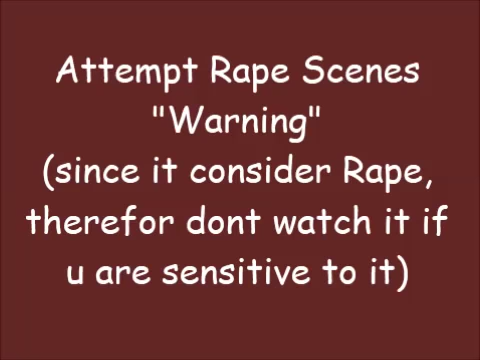 Attempt Rape Scenes
"Warning"
(since it consider Rape,
therefor dont watch it if
u are sensitive to it)